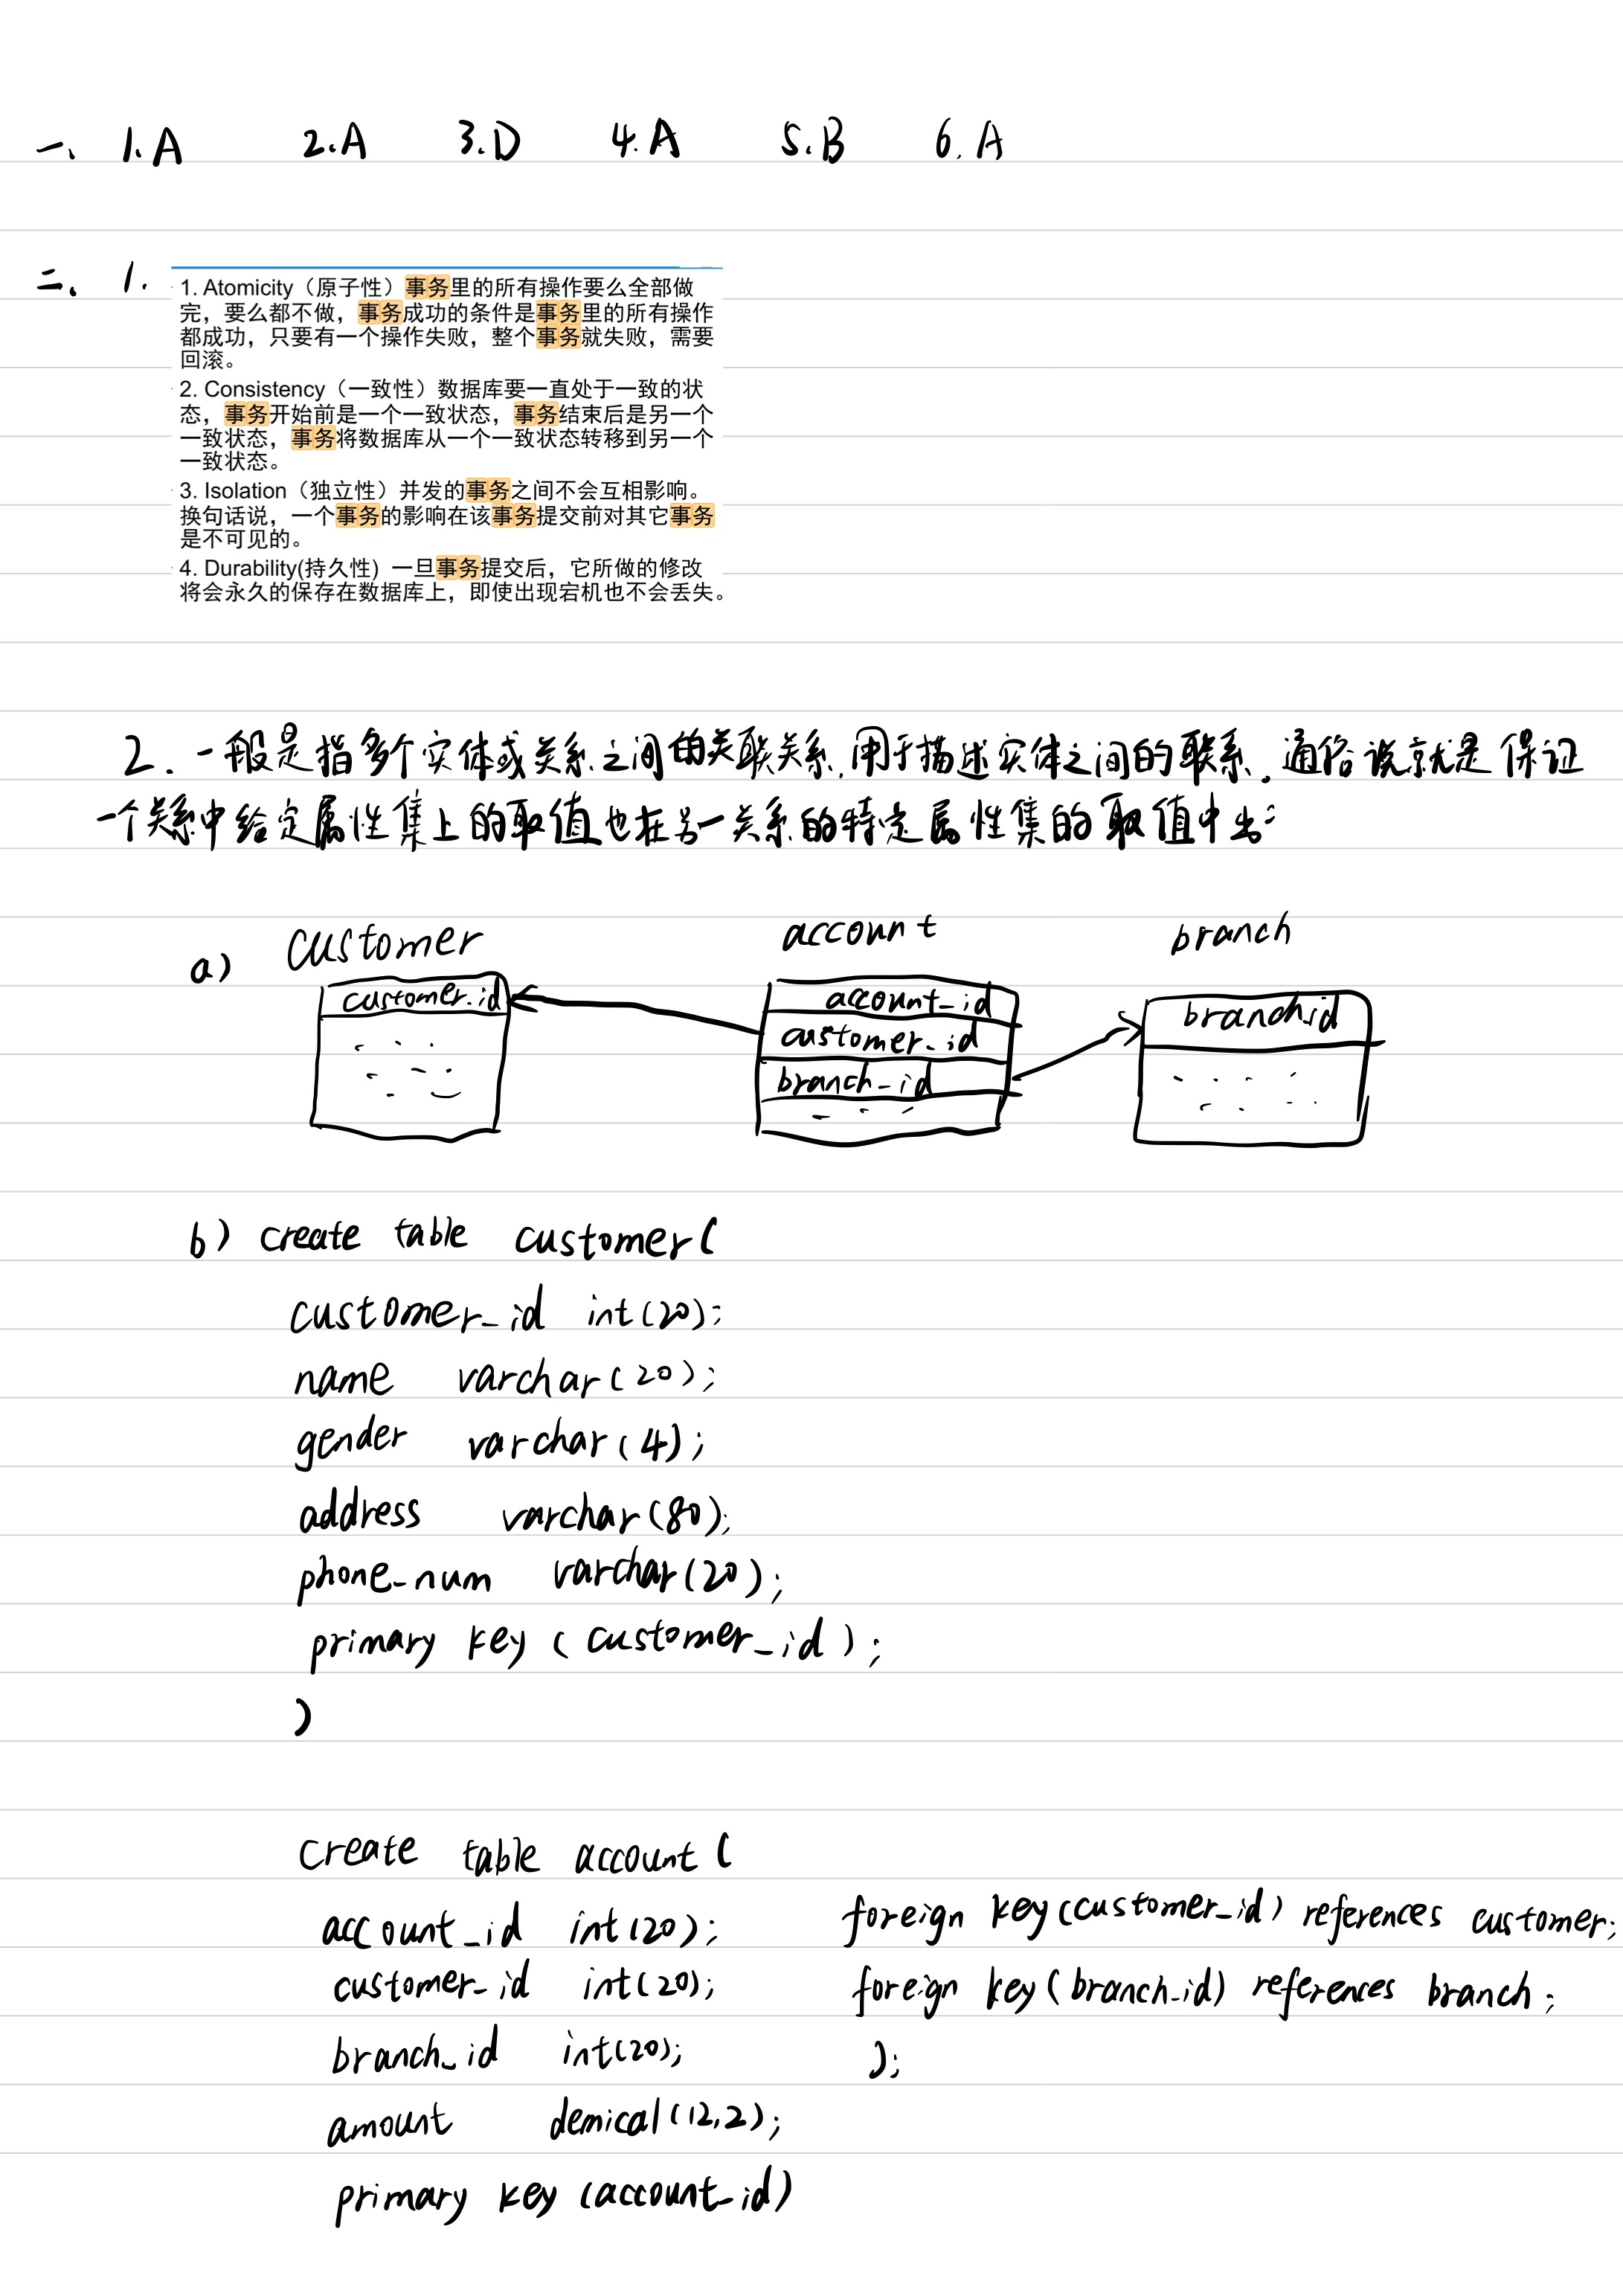 一、 1.A 2.A 3.D 4.A 5.B 6.A
二、 1.
1. Atomicity（原子性）事务里的所有操作要么全部做
完，要么都不做，事务成功的条件是事务里的所有操作
都成功，只要有一个操作失败，整个事务就失败，需要
回滚。
2. Consistency（一致性）数据库要一直处于一致的状
态，事务开始前是一个一致状态，事务结束后是另一个
一致状态，事务将数据库从一个一致状态转移到另一个
一致状态。
3. Isolation（独立性）并发的事务之间不会互相影响。
换句话说，一个事务的影响在该事务提交前对其它事务
是不可见的。
4. Durability(持久性) 一旦事务提交后，它所做的修改
将会永久的保存在数据库上，即使出现宕机也不会丢失。
2. 一般是指多个实体或关系之间的关联关系,用于描述实体之间的联系。通俗说就是保证
一个关系中给定属性集上的取值也在另一关系的特定属性集的取值中出
a) customer account branch
customer_id account_id branch_id
customer_id
branch_id
b) create table customer(
customer_id int(20);
name varchar(20);
gender varchar(4);
address varchar(80);
phone_num varchar(20);
primary key (customer_id);
)
create table account(
account_id int(20);
customer_id int(20);
branch_id int(20);
amount demical(12,2);
primary key (account_id)
foreign key(customer_id) references customer;
foreign key(branch_id) references branch;
);